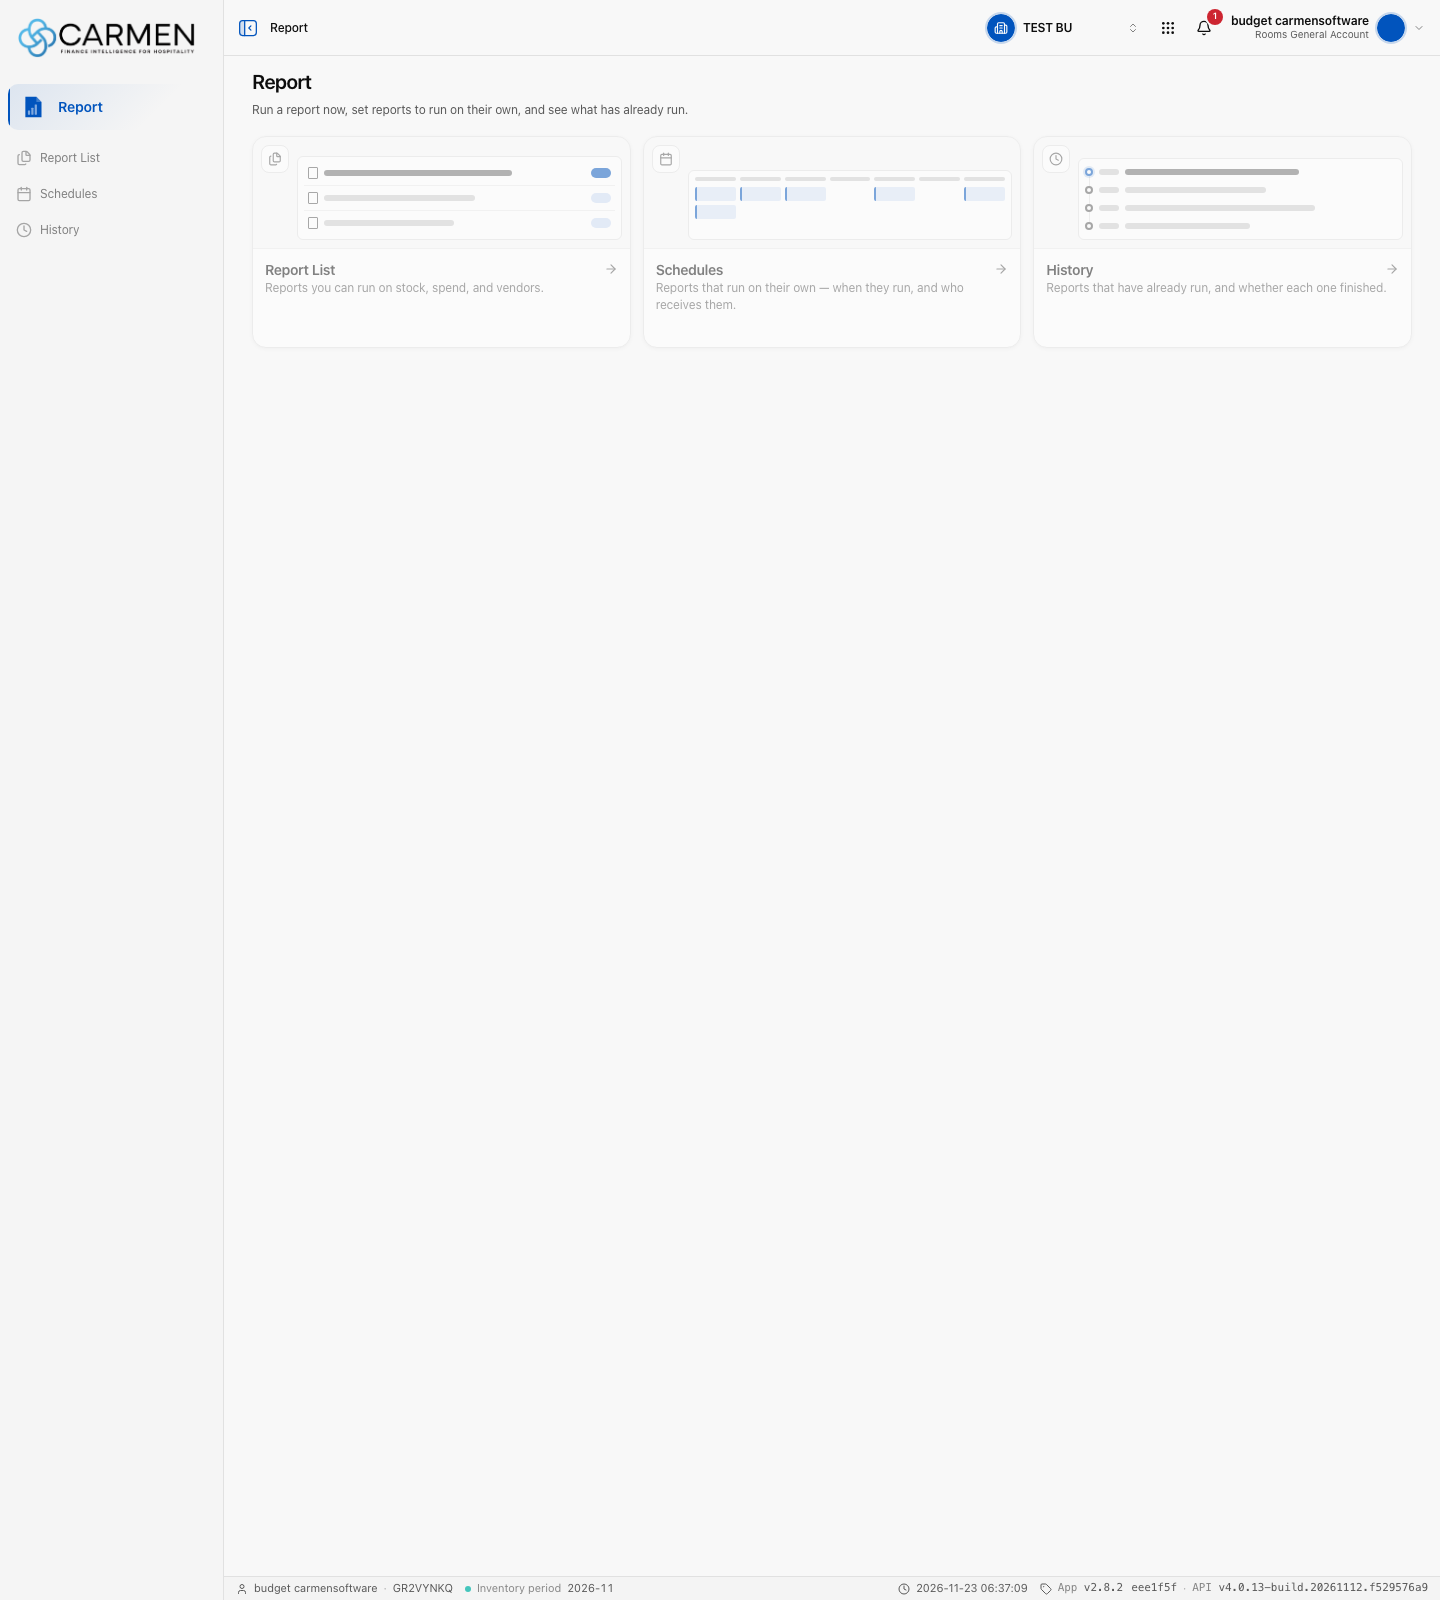 CARMEN
FINANCE INTELLIGENCE FOR HOSPITALITY
Report
Report List
Schedules
History
Report
TEST BU
1
budget carmensoftware
Rooms General Account
Report
Run a report now, set reports to run on their own, and see what has already run.
Report List
Reports you can run on stock, spend, and vendors.
Schedules
Reports that run on their own — when they run, and who
receives them.
History
Reports that have already run, and whether each one finished.
budget carmensoftware · GR2VYNKQ Inventory period 2026-11
2026-11-23 06:37:09 App v2.8.2 eee1f5f · API v4.0.13-build.20261112.f529576a9